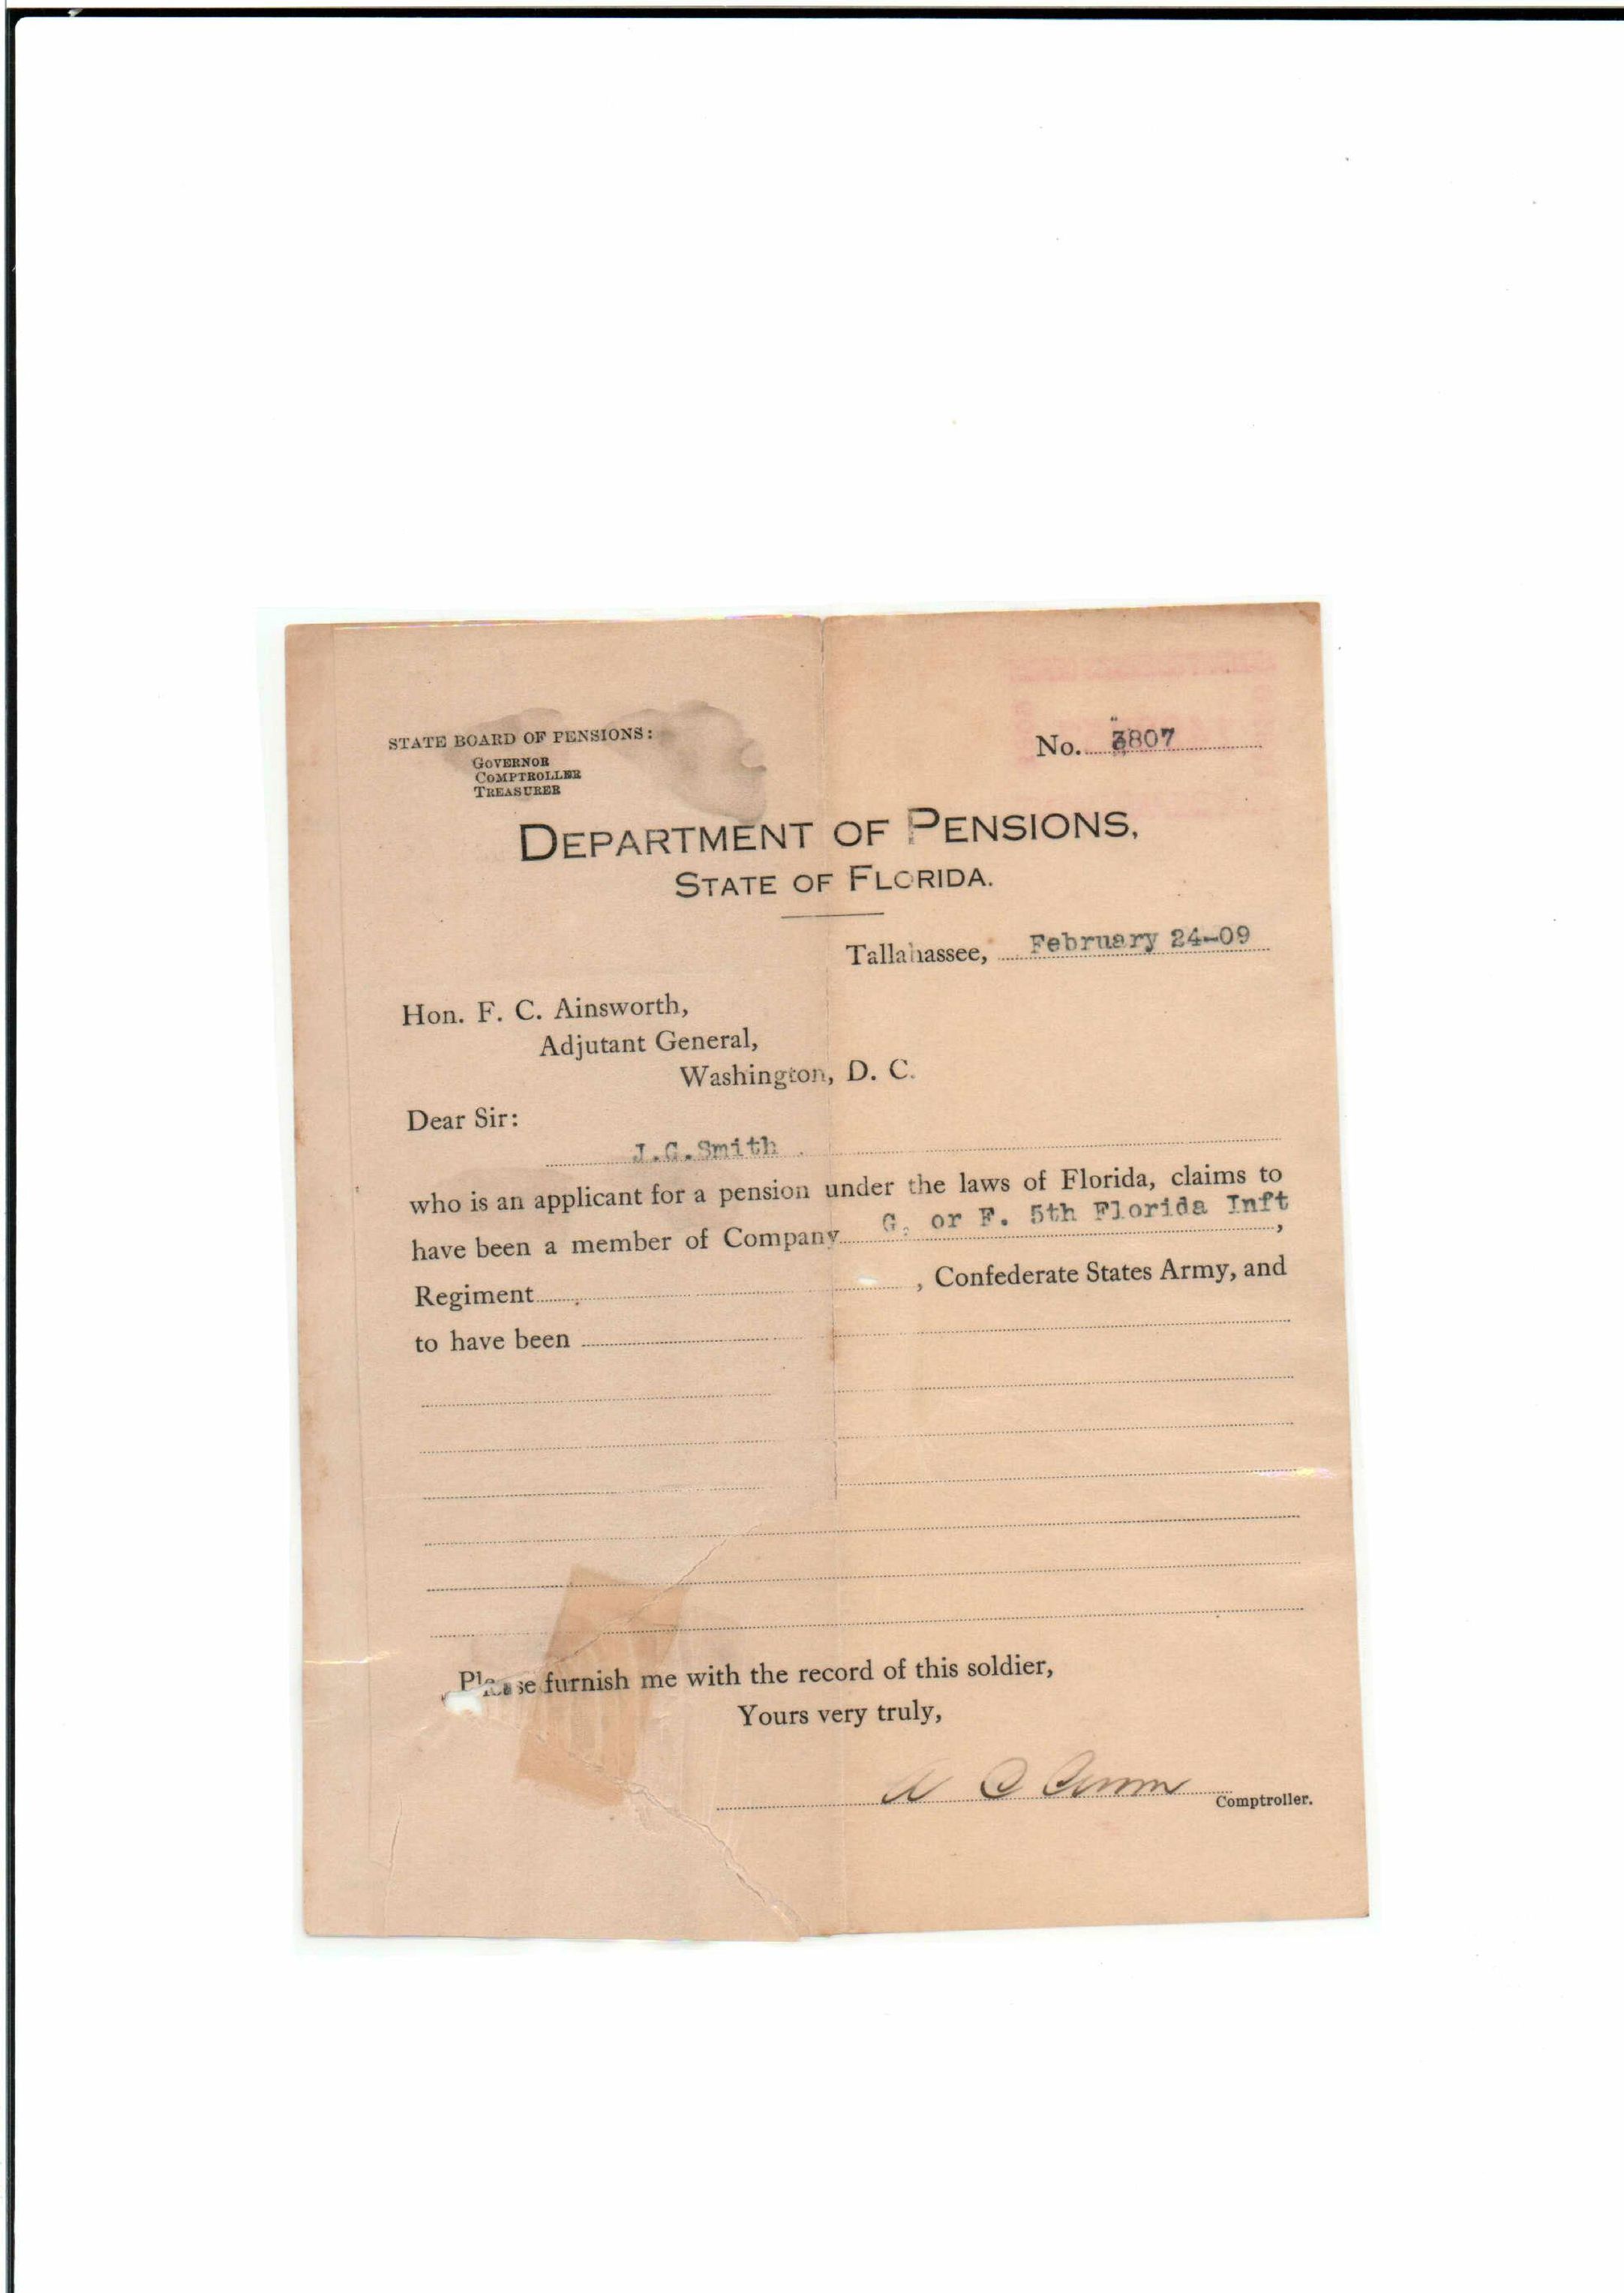 STATE BOARD OF PENSIONS:
GOVERNOR
COMPTROLLER
TREASURER
No. 3807
DEPARTMENT OF PENSIONS,
STATE OF FLORIDA.
Tallahassee, February 24-09
Hon. F. C. Ainsworth,
Adjutant General,
Washington, D. C.
Dear Sir:
J.C.Smith
who is an applicant for a pension under the laws of Florida, claims to
have been a member of Company G. or F. 5th Florida Inft,
Regiment , Confederate States Army, and
to have been
Please furnish me with the record of this soldier,
Yours very truly,
A C Croom
Comptroller.